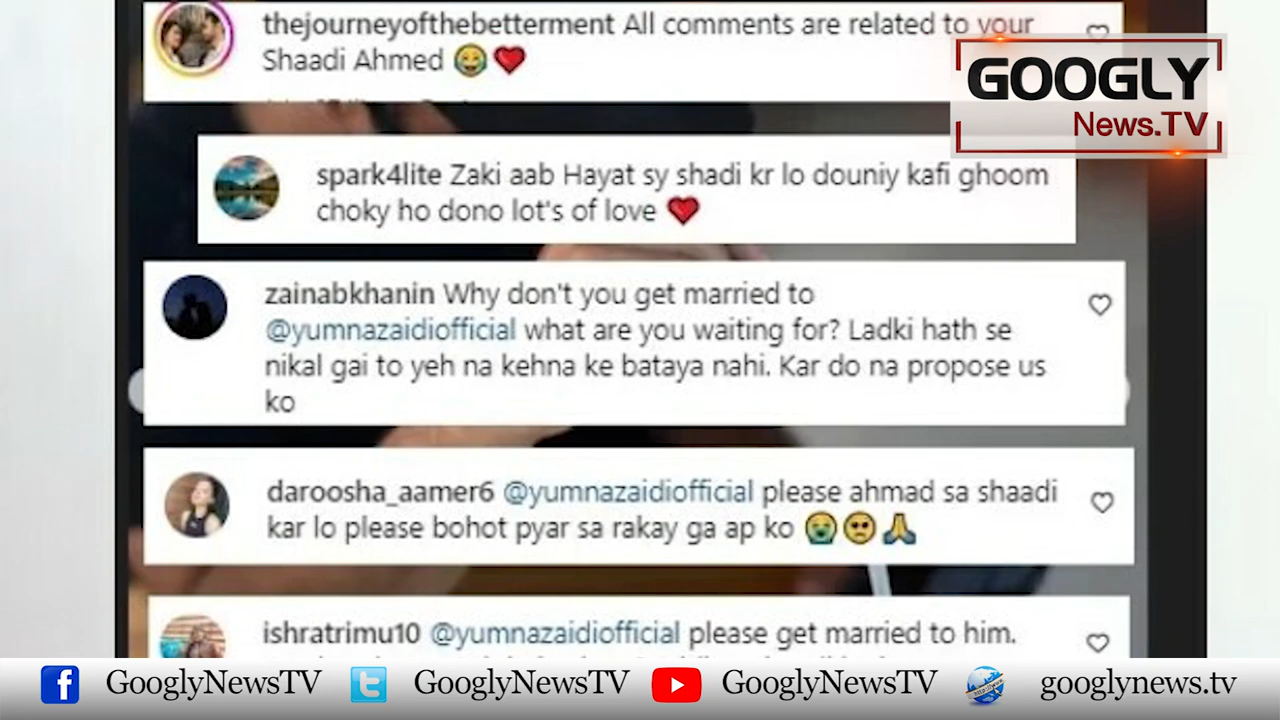 thejourneyofthebetterment All comments are related to your
Shaadi Ahmed 😂❤️
GOOGLY
News.TV
spark4lite Zaki aab Hayat sy shadi kr lo douniy kafi ghoom
choky ho dono lot's of love ❤️
zainabkhanin Why don't you get married to
@yumnazaidiofficial what are you waiting for? Ladki hath se
nikal gai to yeh na kehna ke bataya nahi. Kar do na propose us
ko
daroosha_aamer6 @yumnazaidiofficial please ahmad sa shaadi
kar lo please bohot pyar sa rakay ga ap ko 😭🥺🙏
ishratrimu10 @yumnazaidiofficial please get married to him.
GooglyNewsTV GooglyNewsTV GooglyNewsTV googlynews.tv